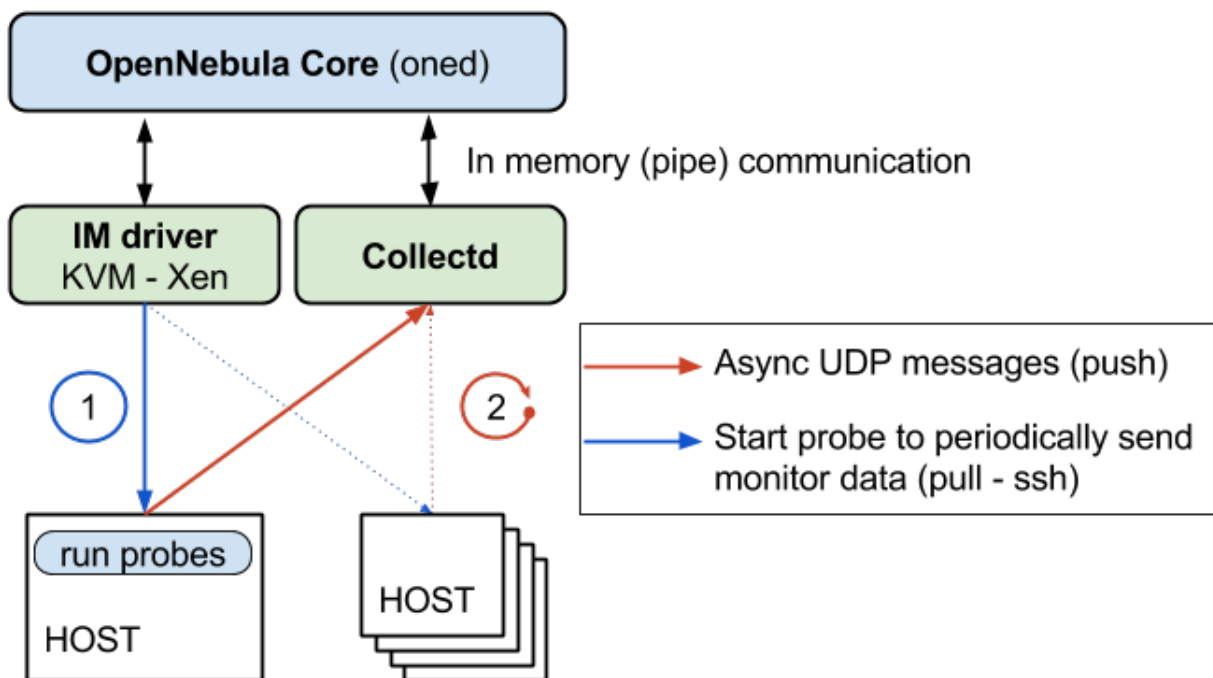 OpenNebula Core (oned)
In memory (pipe) communication
IM driver
KVM - Xen
Collectd
1
2
Async UDP messages (push)
Start probe to periodically send
monitor data (pull - ssh)
run probes
HOST
HOST